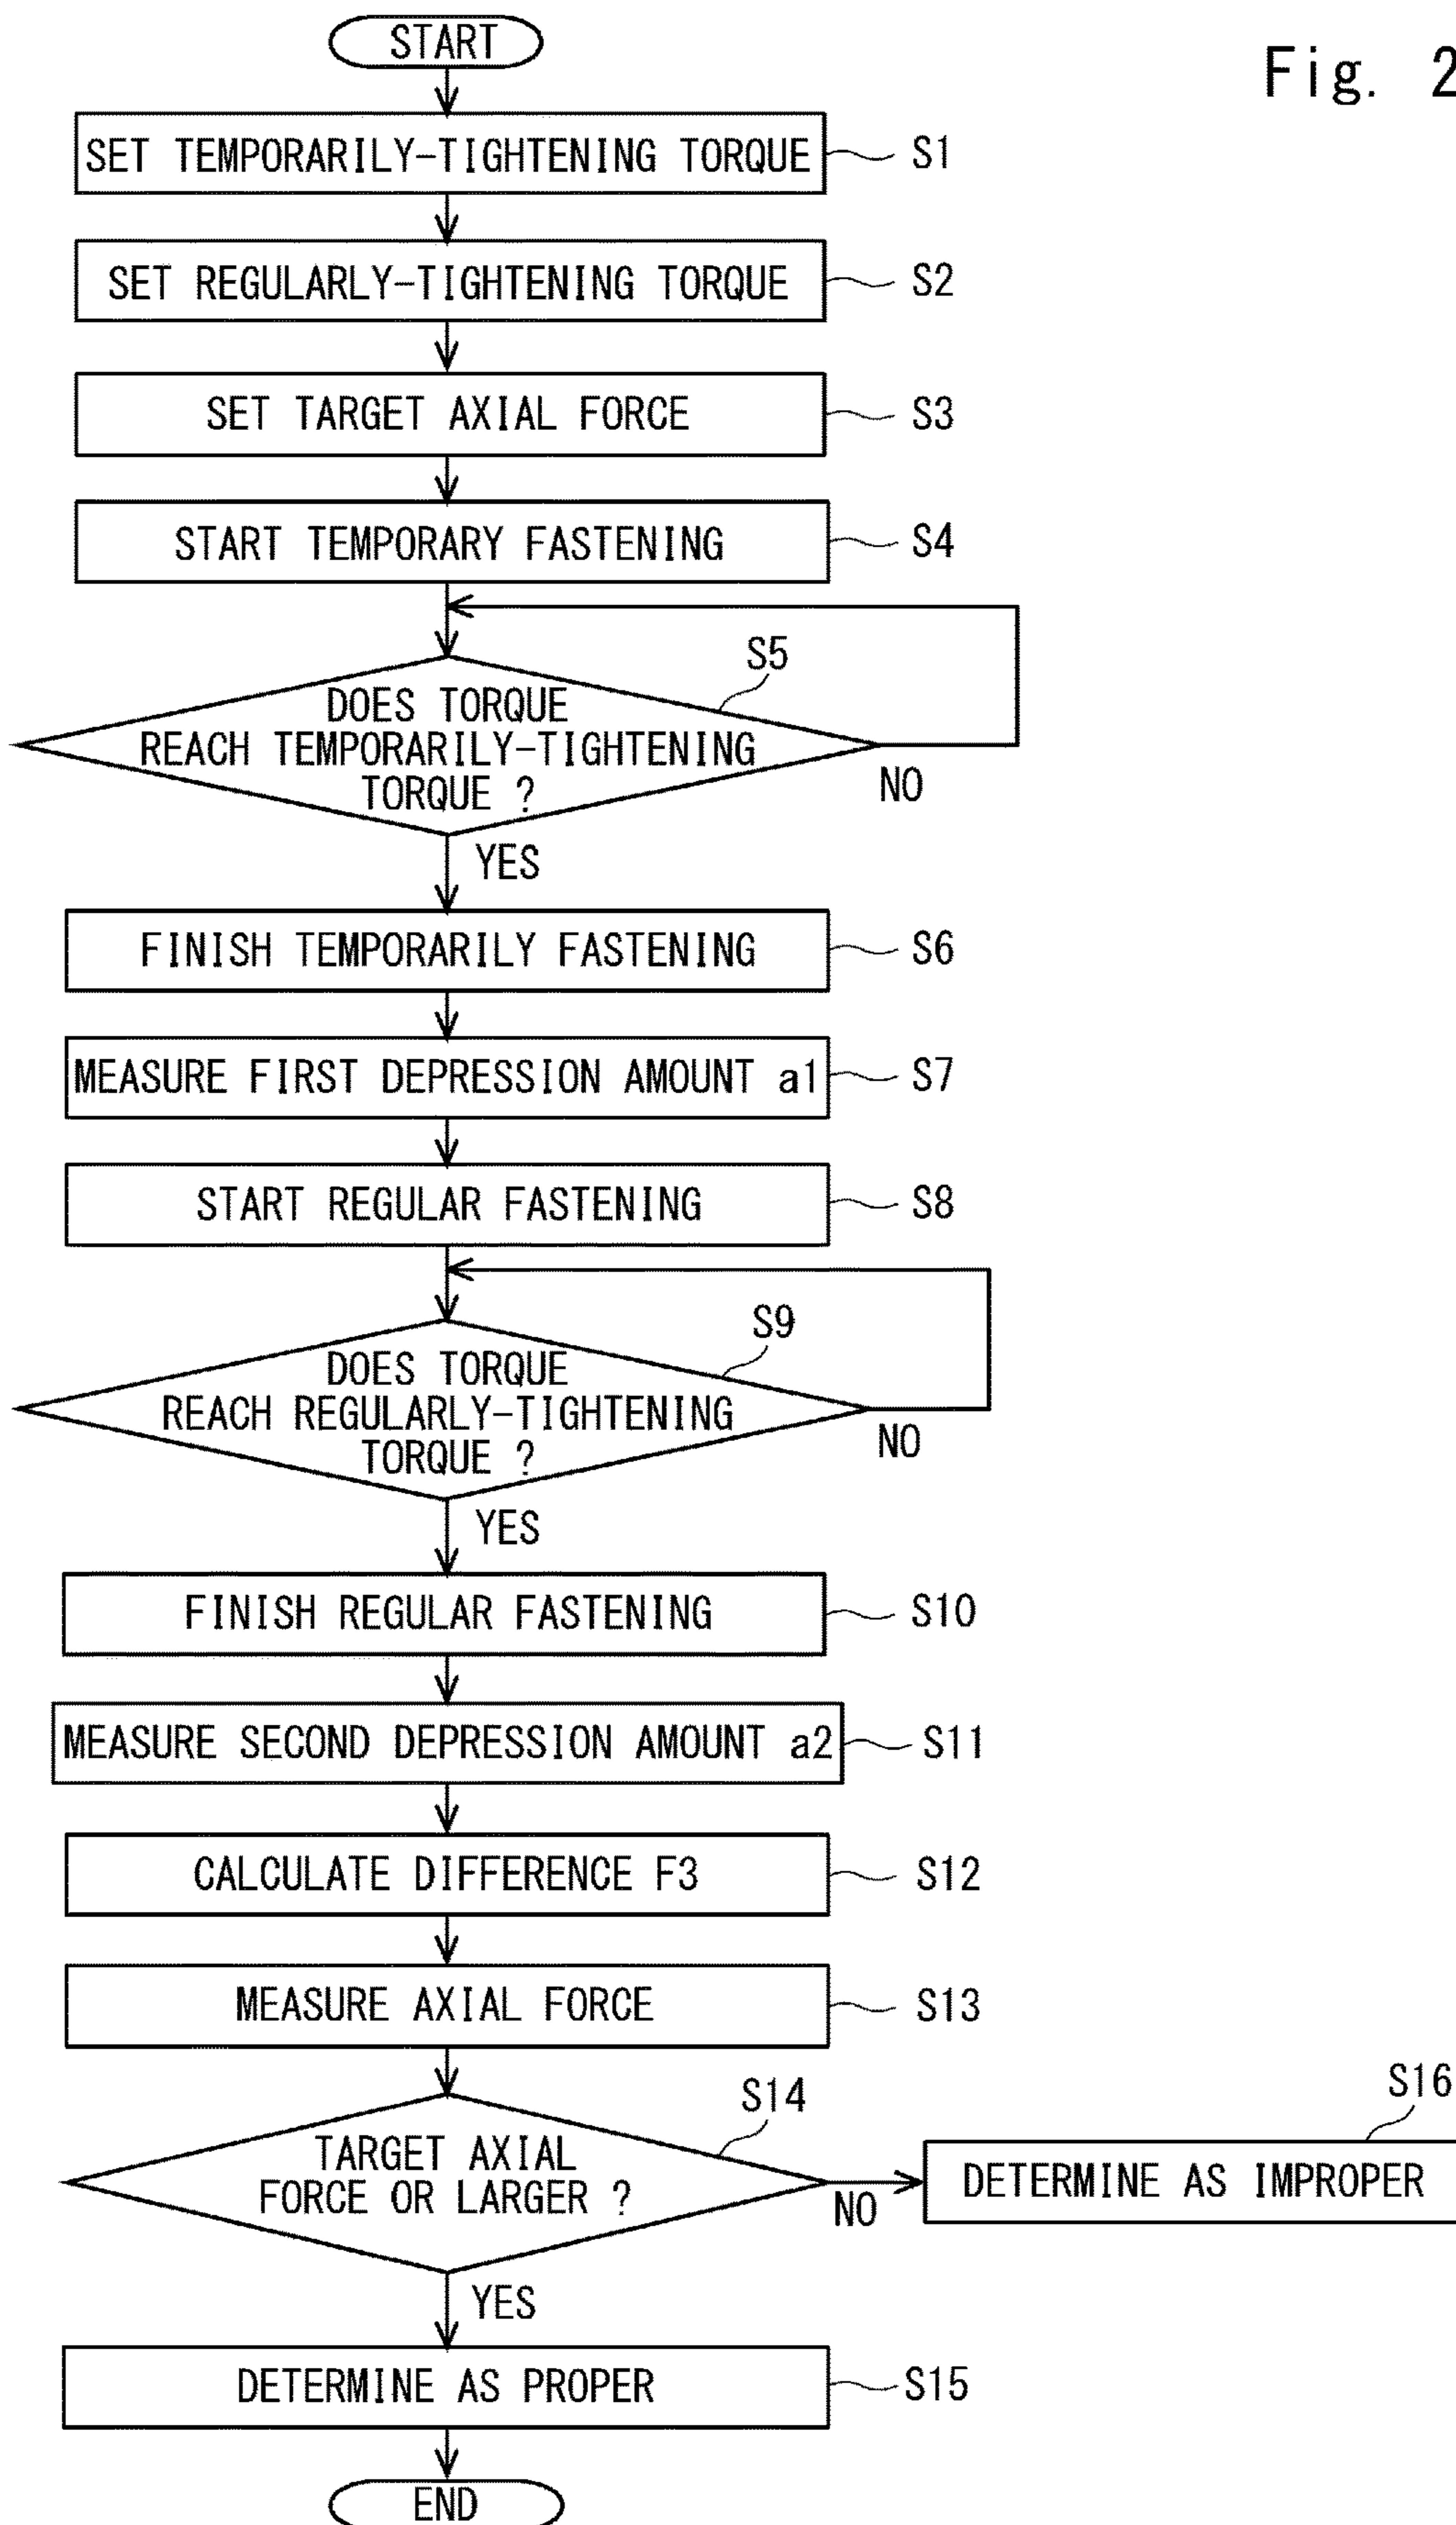 START
Fig. 2
SET TEMPORARILY-TIGHTENING TORQUE
S1
SET REGULARLY-TIGHTENING TORQUE
S2
SET TARGET AXIAL FORCE
S3
START TEMPORARY FASTENING
S4
S5
DOES TORQUE
REACH TEMPORARILY-TIGHTENING
TORQUE ?
NO
YES
FINISH TEMPORARILY FASTENING
S6
MEASURE FIRST DEPRESSION AMOUNT a1
S7
START REGULAR FASTENING
S8
S9
DOES TORQUE
REACH REGULARLY-TIGHTENING
TORQUE ?
NO
YES
FINISH REGULAR FASTENING
S10
MEASURE SECOND DEPRESSION AMOUNT a2
S11
CALCULATE DIFFERENCE F3
S12
MEASURE AXIAL FORCE
S13
S14
TARGET AXIAL
FORCE OR LARGER ?
NO
S16
DETERMINE AS IMPROPER
YES
DETERMINE AS PROPER
S15
END